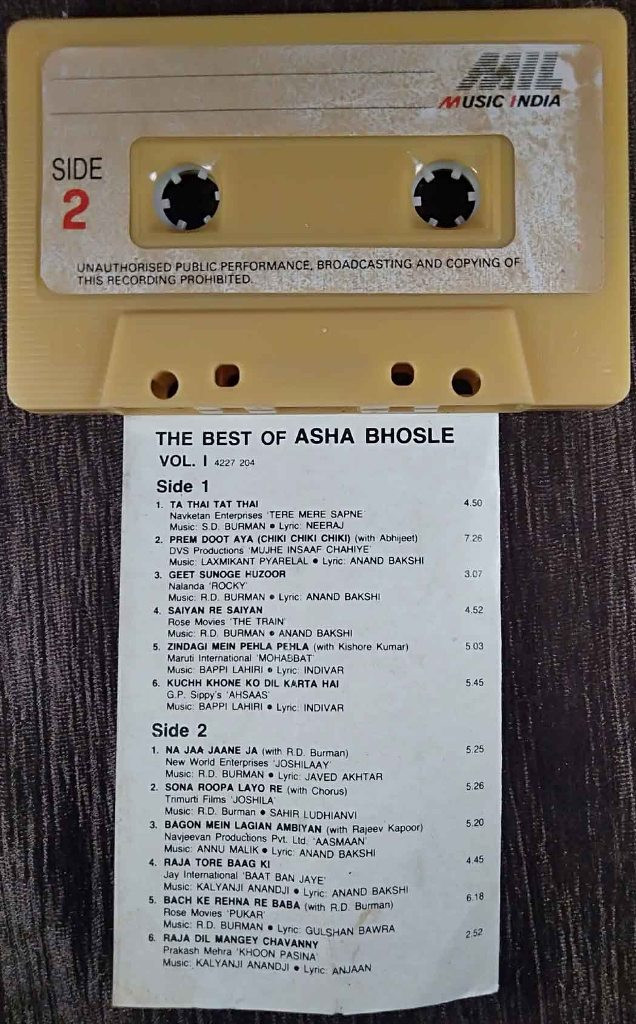 MIL
MUSIC INDIA
SIDE
2
UNAUTHORISED PUBLIC PERFORMANCE, BROADCASTING AND COPYING OF
THIS RECORDING PROHIBITED.
THE BEST OF ASHA BHOSLE
VOL. I 4227 204
Side 1
1. TA THAI TAT THAI 4.50
Navketan Enterprises 'TERE MERE SAPNE'
Music: S.D. BURMAN ● Lyric: NEERAJ
2. PREM DOOT AYA (CHIKI CHIKI CHIKI) (with Abhijeet) 7.26
DVS Productions 'MUJHE INSAAF CHAHIYE'
Music: LAXMIKANT PYARELAL ● Lyric: ANAND BAKSHI
3. GEET SUNOGE HUZOOR 3.07
Nalanda 'ROCKY'
Music: R.D. BURMAN ● Lyric: ANAND BAKSHI
4. SAIYAN RE SAIYAN 4.52
Rose Movies 'THE TRAIN'
Music: R.D. BURMAN ● ANAND BAKSHI
5. ZINDAGI MEIN PEHLA PEHLA (with Kishore Kumar) 5.03
Maruti International 'MOHABBAT'
Music: BAPPI LAHIRI ● Lyric: INDIVAR
6. KUCHH KHONE KO DIL KARTA HAI 5.45
G.P. Sippy's 'AHSAAS'
Music: BAPPI LAHIRI ● Lyric: INDIVAR
Side 2
1. NA JAA JAANE JA (with R.D. Burman) 5.25
New World Enterprises 'JOSHILAAY'
Music: R.D. BURMAN ● Lyric: JAVED AKHTAR
2. SONA ROOPA LAYO RE (with Chorus) 5.26
Trimurti Films 'JOSHILA'
Music: R.D. Burman ● SAHIR LUDHIANVI
3. BAGON MEIN LAGIAN AMBIYAN (with Rajeev Kapoor) 5.20
Navjeevan Productions Pvt. Ltd. 'AASMAAN'
Music: ANNU MALIK ● Lyric: ANAND BAKSHI
4. RAJA TORE BAAG KI 4.45
Jay International 'BAAT BAN JAYE'
Music: KALYANJI ANANDJI ● Lyric: ANAND BAKSHI
5. BACH KE REHNA RE BABA (with R.D. Burman) 6.18
Rose Movies 'PUKAR'
Music: R.D. BURMAN ● Lyric: GULSHAN BAWRA
6. RAJA DIL MANGEY CHAVANNY 2.52
Prakash Mehra 'KHOON PASINA'
Music: KALYANJI ANANDJI ● Lyric: ANJAAN